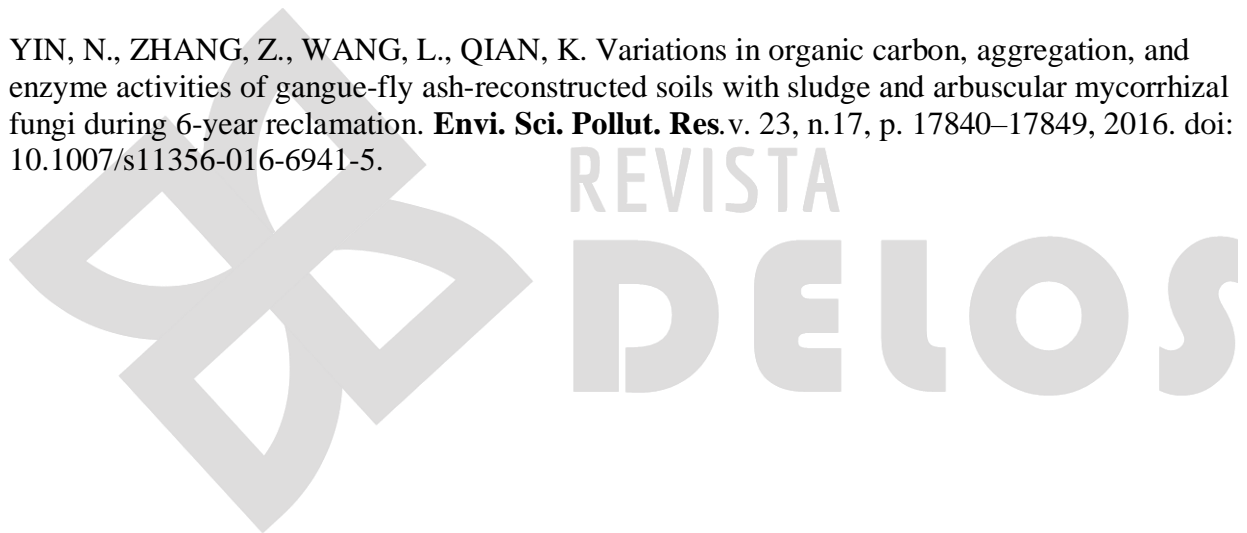 YIN, N., ZHANG, Z., WANG, L., QIAN, K. Variations in organic carbon, aggregation, and
enzyme activities of gangue-fly ash-reconstructed soils with sludge and arbuscular mycorrhizal
fungi during 6-year reclamation. Envi. Sci. Pollut. Res.v. 23, n.17, p. 17840–17849, 2016. doi:
10.1007/s11356-016-6941-5.
REVISTA
DELOS